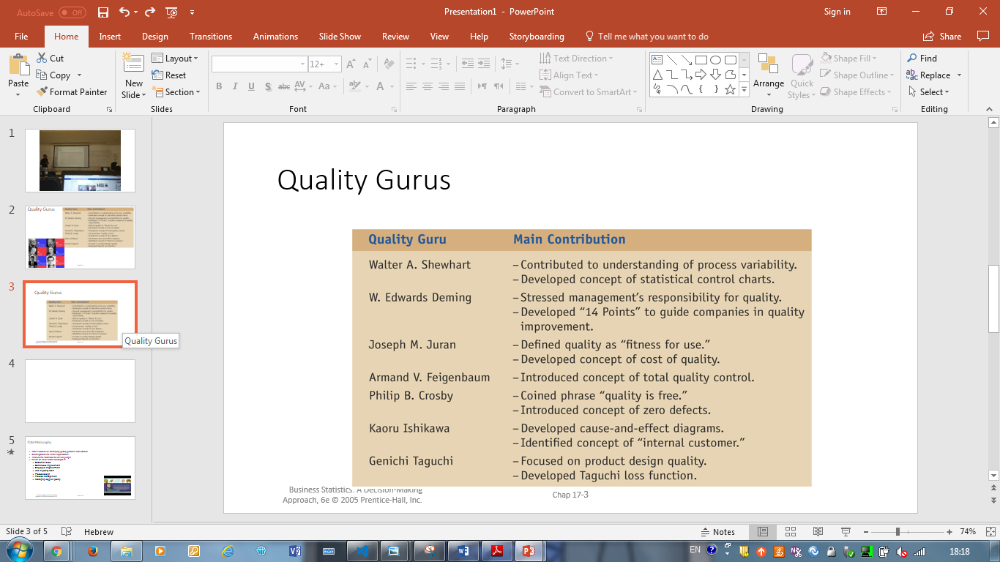 AutoSave Off
Presentation1 - PowerPoint
Sign in
File Home Insert Design Transitions Animations Slide Show Review View Help Storyboarding Tell me what you want to do Share
Paste
Cut
Copy
Format Painter
Clipboard
New
Slide
Layout
Reset
Section
Slides
12+
Font
Text Direction
Align Text
Convert to SmartArt
Paragraph
Arrange
Quick
Styles
Shape Fill
Shape Outline
Shape Effects
Drawing
Find
Replace
Select
Editing
1
2
Quality Gurus
3
Quality Gurus
Quality Gurus
4
5
TQM Philosophy
Quality Gurus
Quality Guru Main Contribution
Walter A. Shewhart –Contributed to understanding of process variability.
–Developed concept of statistical control charts.
W. Edwards Deming –Stressed management's responsibility for quality.
–Developed “14 Points” to guide companies in quality
improvement.
Joseph M. Juran –Defined quality as “fitness for use.”
–Developed concept of cost of quality.
Armand V. Feigenbaum –Introduced concept of total quality control.
Philip B. Crosby –Coined phrase “quality is free.”
–Introduced concept of zero defects.
Kaoru Ishikawa –Developed cause-and-effect diagrams.
–Identified concept of “internal customer.”
Genichi Taguchi –Focused on product design quality.
–Developed Taguchi loss function.
Business Statistics: A Decision-Making
Approach, 6e © 2005 Prentice-Hall, Inc.
Chap 17-3
Slide 3 of 5 Hebrew Notes 74%
EN 18:18